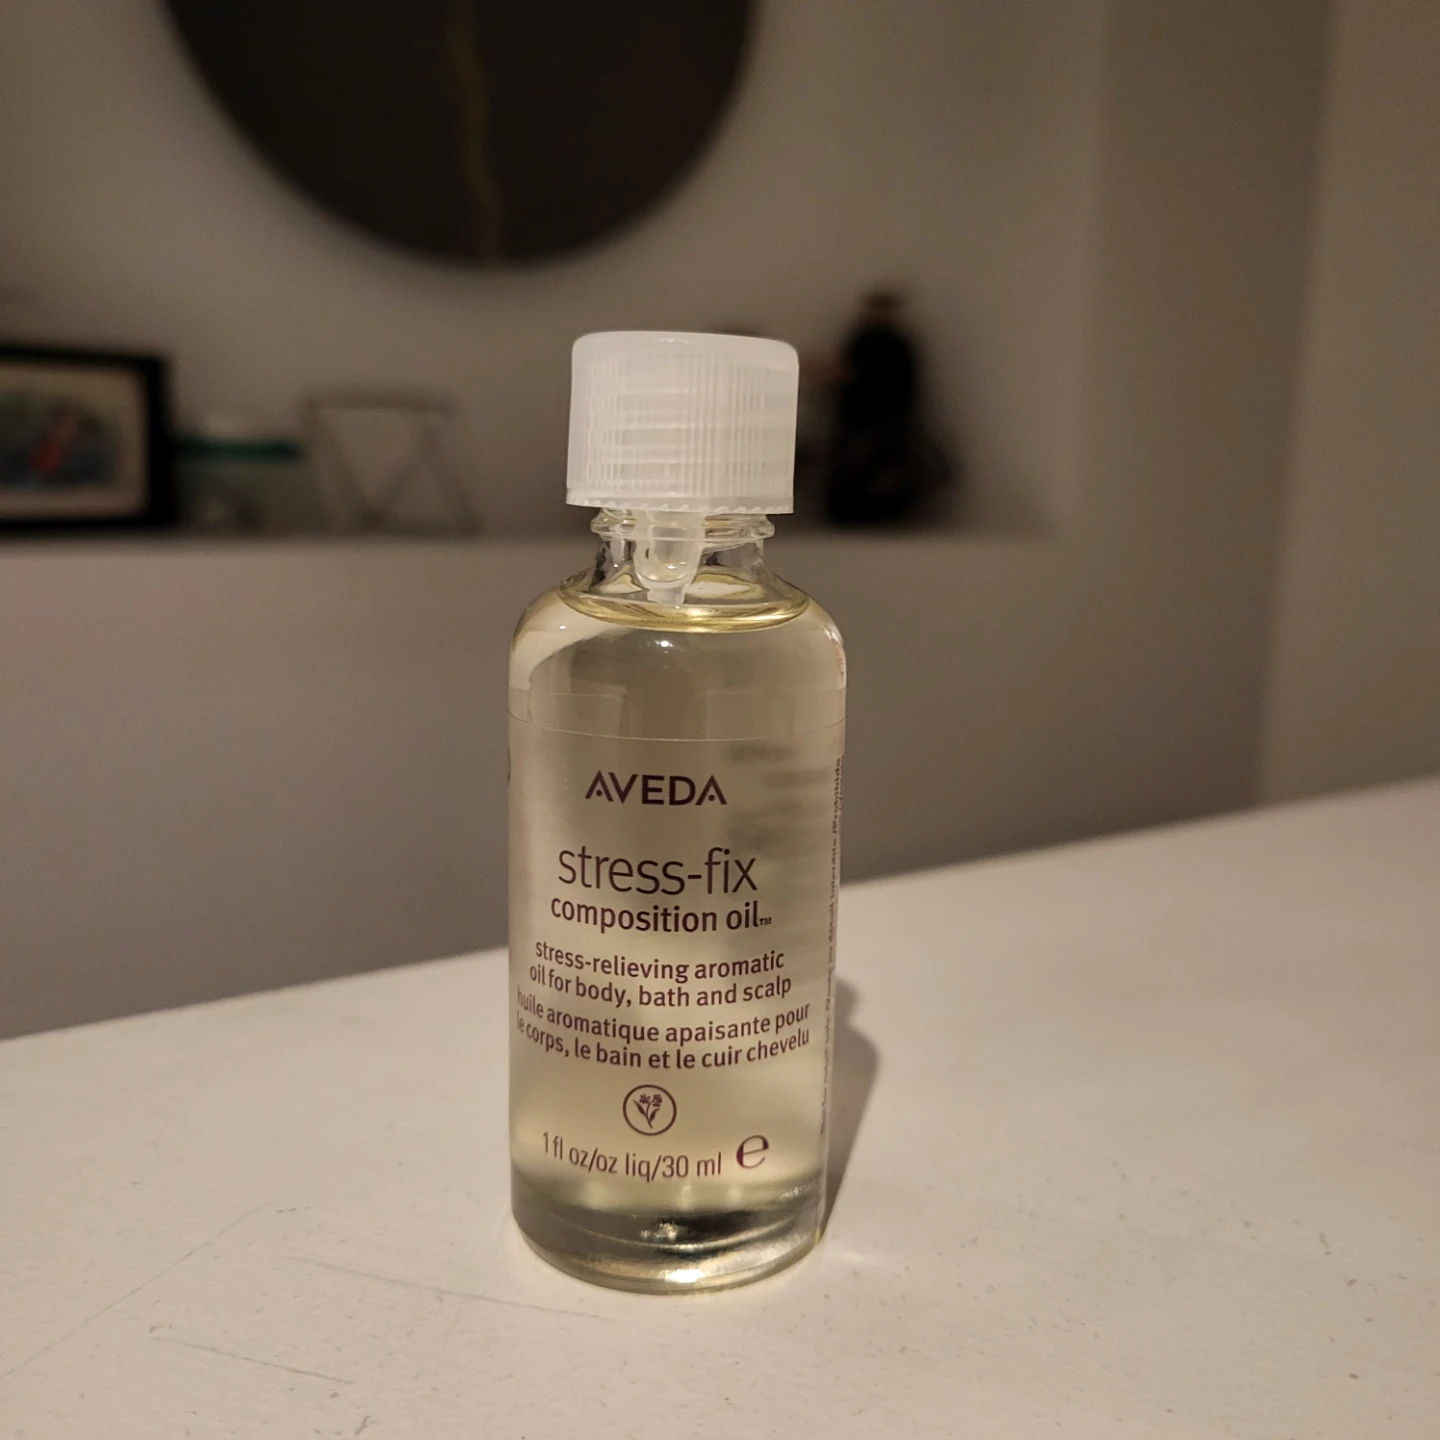 AVEDA
stress-fix
composition oil™
stress-relieving aromatic
oil for body, bath and scalp
huile aromatique apaisante pour
le corps, le bain et le cuir chevelu
1 fl oz/oz liq/30 ml ℮